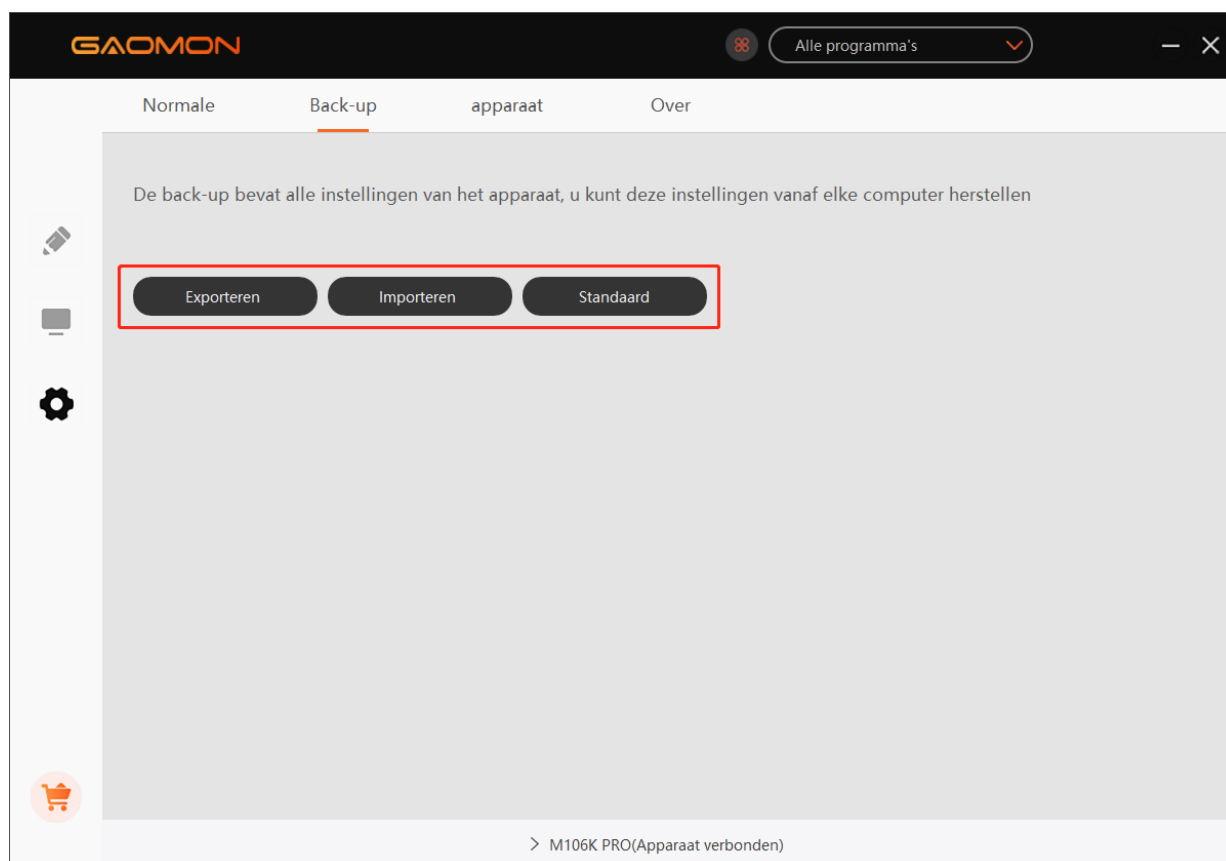 GAOMON
Alle programma's
Normale Back-up apparaat Over
De back-up bevat alle instellingen van het apparaat, u kunt deze instellingen vanaf elke computer herstellen
Exporteren Importeren Standaard
M106K PRO(Apparaat verbonden)